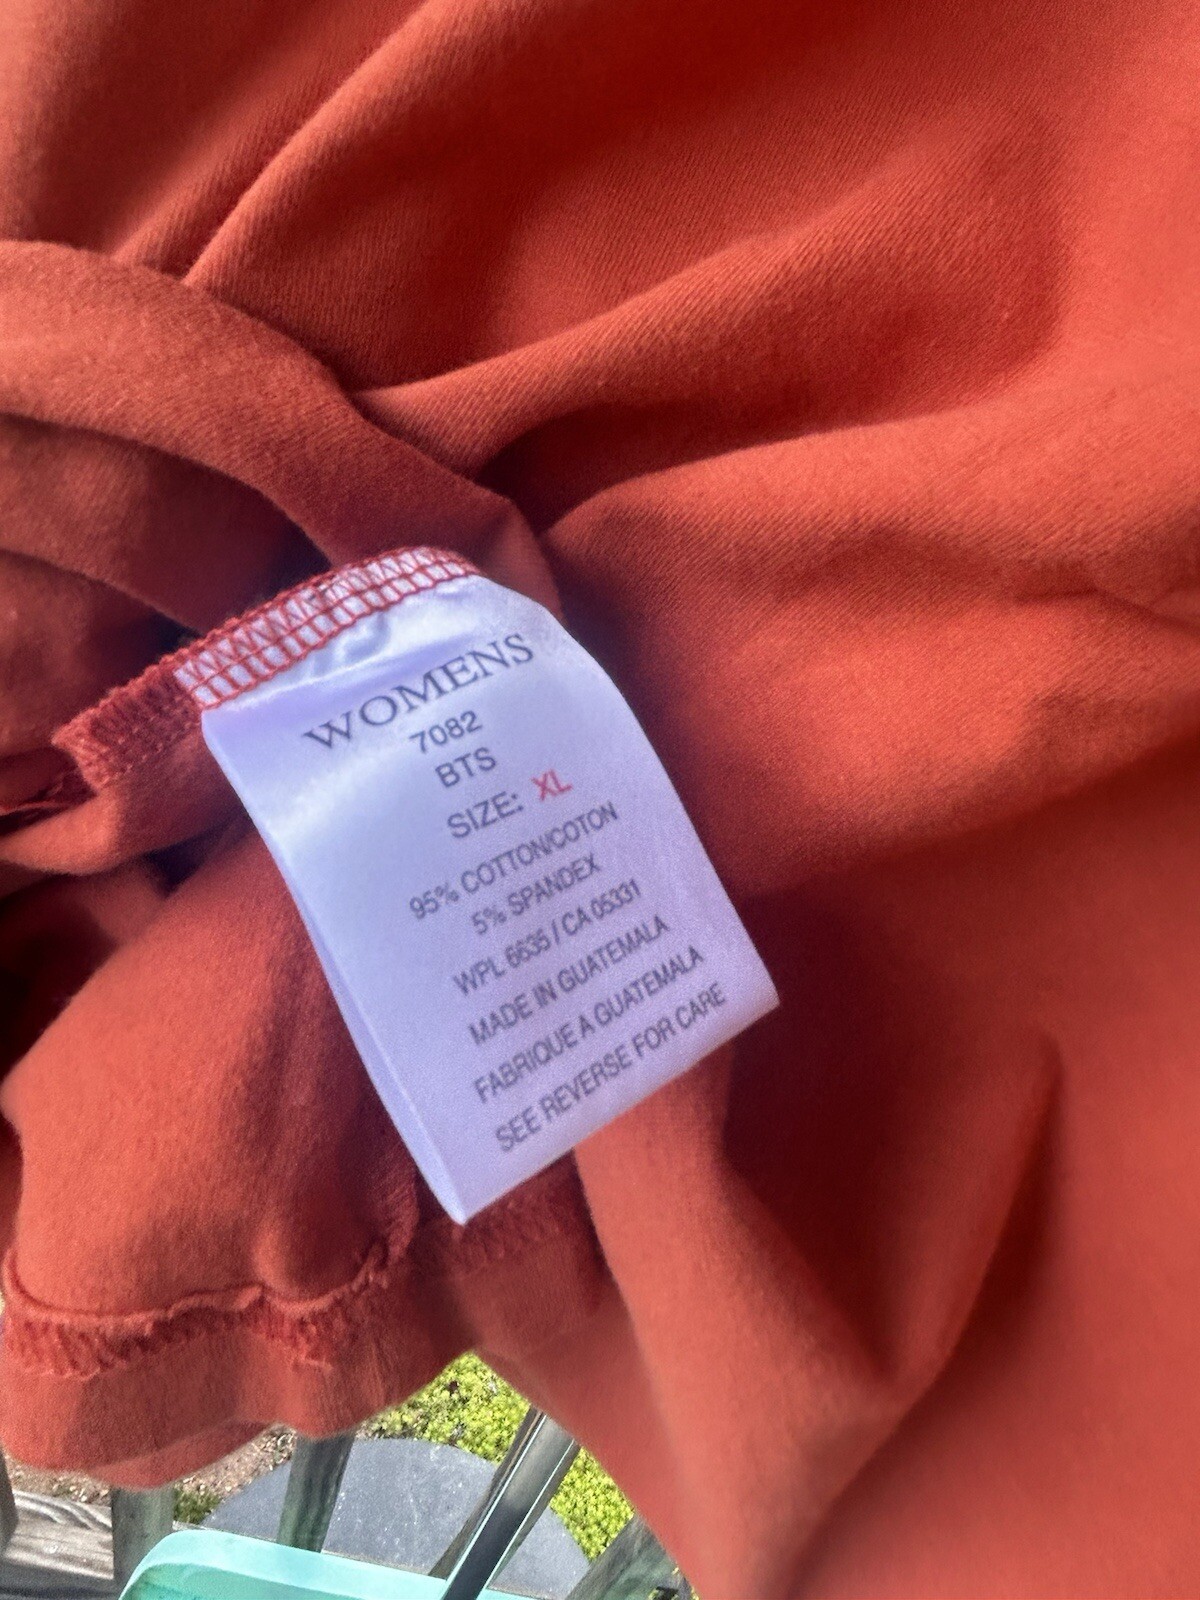 WOMENS
7082
BTS
SIZE: XL
95% COTTON/COTON
5% SPANDEX
WPL 6635 / CA 05331
MADE IN GUATEMALA
FABRIQUE A GUATEMALA
SEE REVERSE FOR CARE